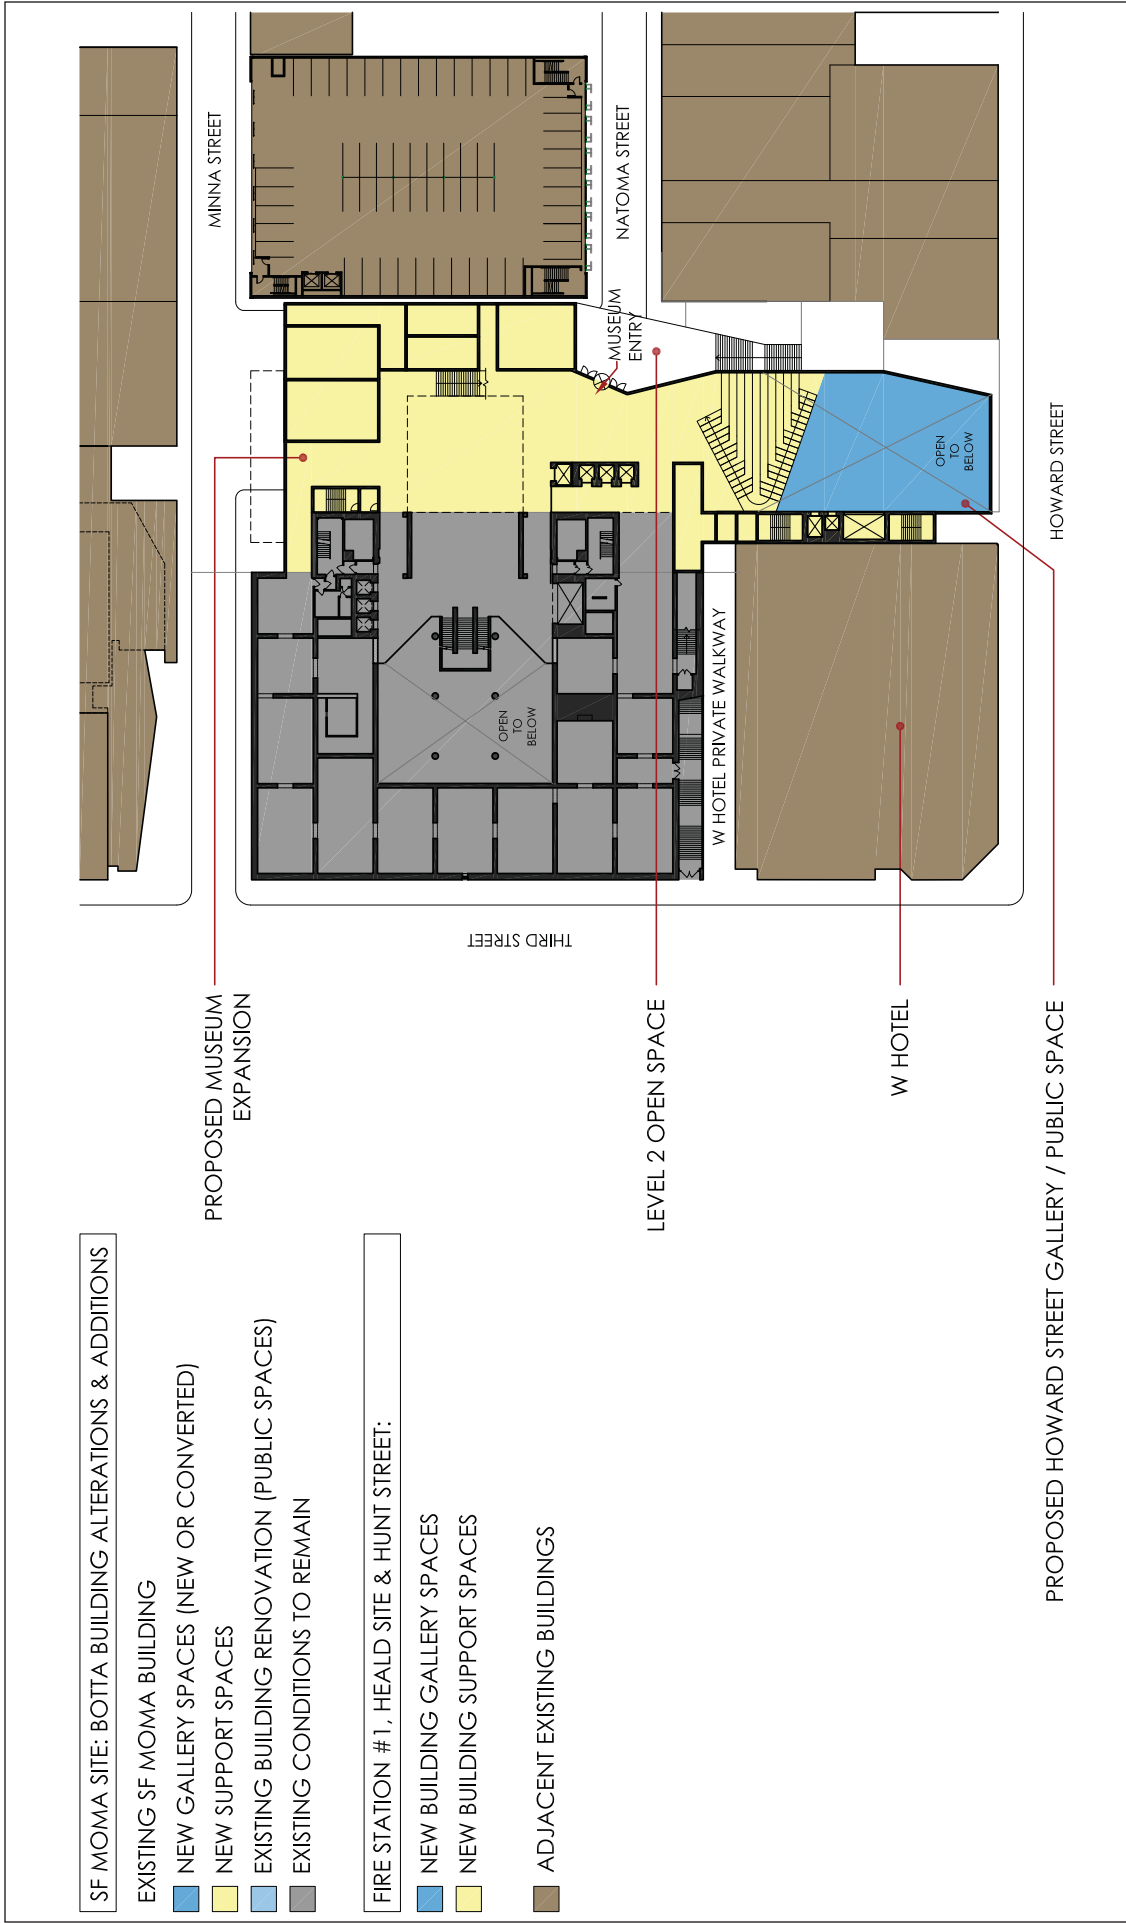 SF MOMA SITE: BOTTA BUILDING ALTERATIONS & ADDITIONS
EXISTING SF MOMA BUILDING
NEW GALLERY SPACES (NEW OR CONVERTED)
NEW SUPPORT SPACES
EXISTING BUILDING RENOVATION (PUBLIC SPACES)
EXISTING CONDITIONS TO REMAIN
FIRE STATION #1, HEALD SITE & HUNT STREET:
NEW BUILDING GALLERY SPACES
NEW BUILDING SUPPORT SPACES
ADJACENT EXISTING BUILDINGS
PROPOSED MUSEUM
EXPANSION
LEVEL 2 OPEN SPACE
W HOTEL
PROPOSED HOWARD STREET GALLERY / PUBLIC SPACE
THIRD STREET
MINNA STREET
NATOMA STREET
MUSEUM
ENTRY
OPEN
TO
BELOW
W HOTEL PRIVATE WALKWAY
OPEN
TO
BELOW
HOWARD STREET